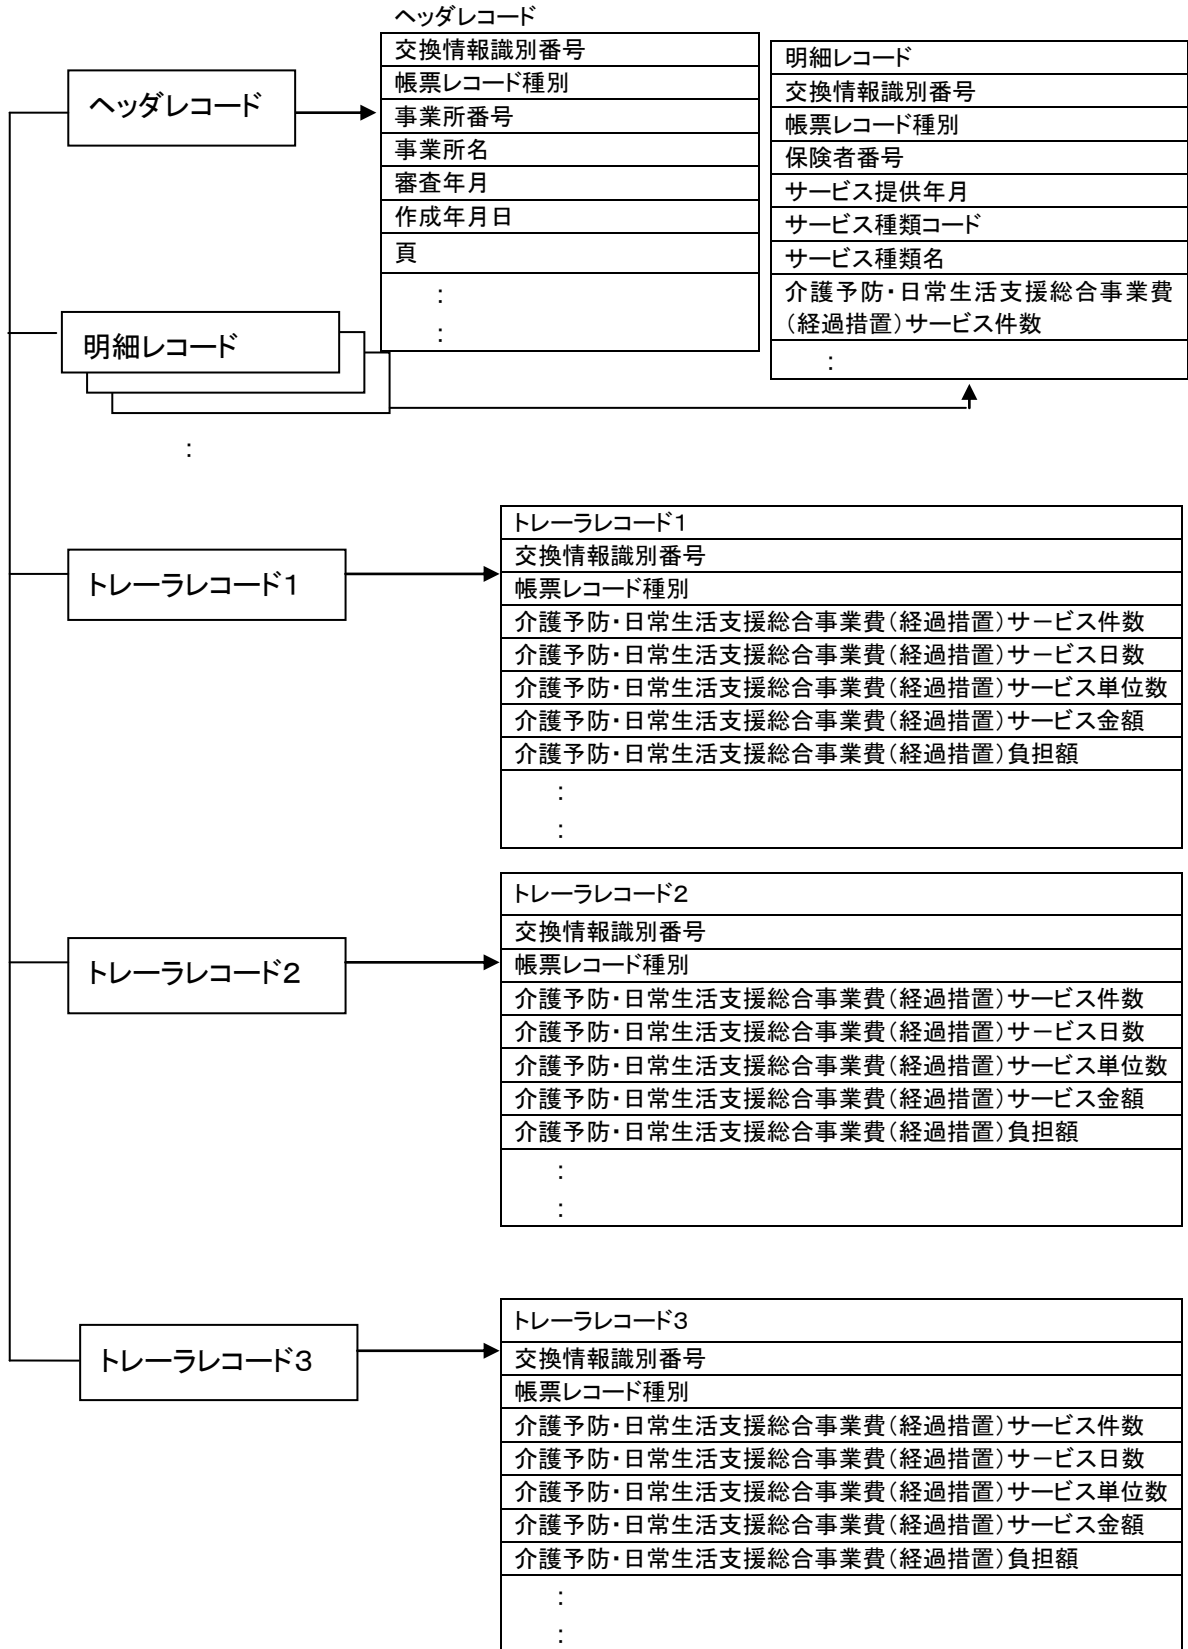 ヘッダレコード
ヘッダレコード
交換情報識別番号
帳票レコード種別
事業所番号
事業所名
審査年月
作成年月日
頁
:
:
明細レコード
明細レコード
交換情報識別番号
帳票レコード種別
保険者番号
サービス提供年月
サービス種類コード
サービス種類名
介護予防・日常生活支援総合事業費
（経過措置）サービス件数
:
:
トレーラレコード1
トレーラレコード1
交換情報識別番号
帳票レコード種別
介護予防・日常生活支援総合事業費（経過措置）サービス件数
介護予防・日常生活支援総合事業費（経過措置）サービス日数
介護予防・日常生活支援総合事業費（経過措置）サービス単位数
介護予防・日常生活支援総合事業費（経過措置）サービス金額
介護予防・日常生活支援総合事業費（経過措置）負担額
:
:
トレーラレコード2
トレーラレコード2
交換情報識別番号
帳票レコード種別
介護予防・日常生活支援総合事業費（経過措置）サービス件数
介護予防・日常生活支援総合事業費（経過措置）サービス日数
介護予防・日常生活支援総合事業費（経過措置）サービス単位数
介護予防・日常生活支援総合事業費（経過措置）サービス金額
介護予防・日常生活支援総合事業費（経過措置）負担額
:
:
トレーラレコード3
トレーラレコード3
交換情報識別番号
帳票レコード種別
介護予防・日常生活支援総合事業費（経過措置）サービス件数
介護予防・日常生活支援総合事業費（経過措置）サービス日数
介護予防・日常生活支援総合事業費（経過措置）サービス単位数
介護予防・日常生活支援総合事業費（経過措置）サービス金額
介護予防・日常生活支援総合事業費（経過措置）負担額
:
: